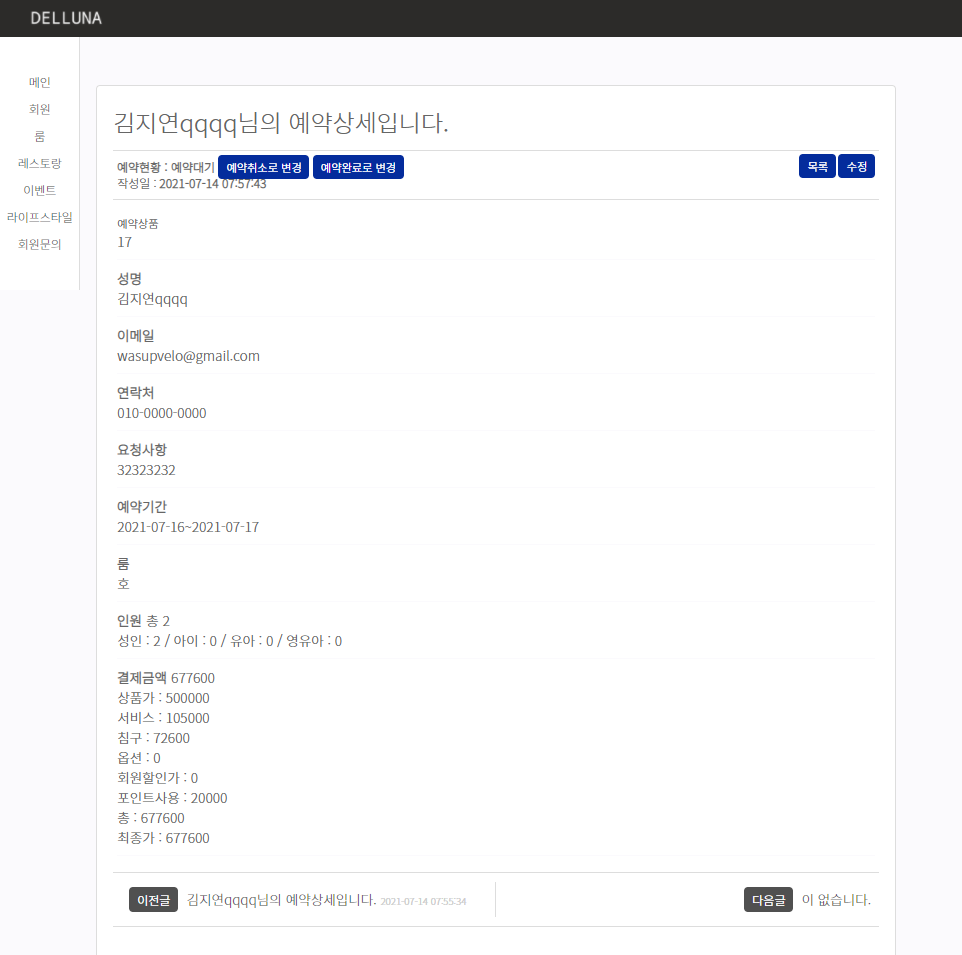 DELLUNA
메인
회원
룸
레스토랑
이벤트
라이프스타일
회원문의
김지연qqqq님의 예약상세입니다.
예약현황 : 예약대기 예약취소로 변경 예약완료로 변경 목록 수정
작성일 : 2021-07-14 07:57:43
예약상품
17
성명
김지연qqqq
이메일
wasupvelo@gmail.com
연락처
010-0000-0000
요청사항
32323232
예약기간
2021-07-16~2021-07-17
룸
호
인원 총 2
성인 : 2 / 아이 : 0 / 유아 : 0 / 영유아 : 0
결제금액 677600
상품가 : 500000
서비스 : 105000
침구 : 72600
옵션 : 0
회원할인가 : 0
포인트사용 : 20000
총 : 677600
최종가 : 677600
이전글 김지연qqqq님의 예약상세입니다. 2021-07-14 07:55:34 다음글 이 없습니다.